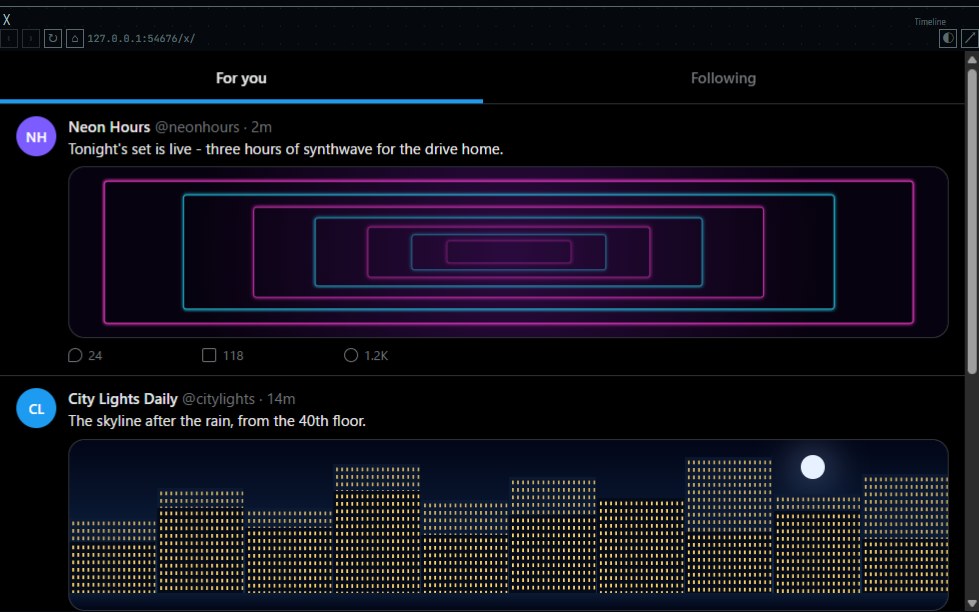 X
Timeline
127.0.0.1:54676/x/
For you
Following
NH
Neon Hours @neonhours · 2m
Tonight's set is live - three hours of synthwave for the drive home.
24
118
1.2K
CL
City Lights Daily @citylights · 14m
The skyline after the rain, from the 40th floor.